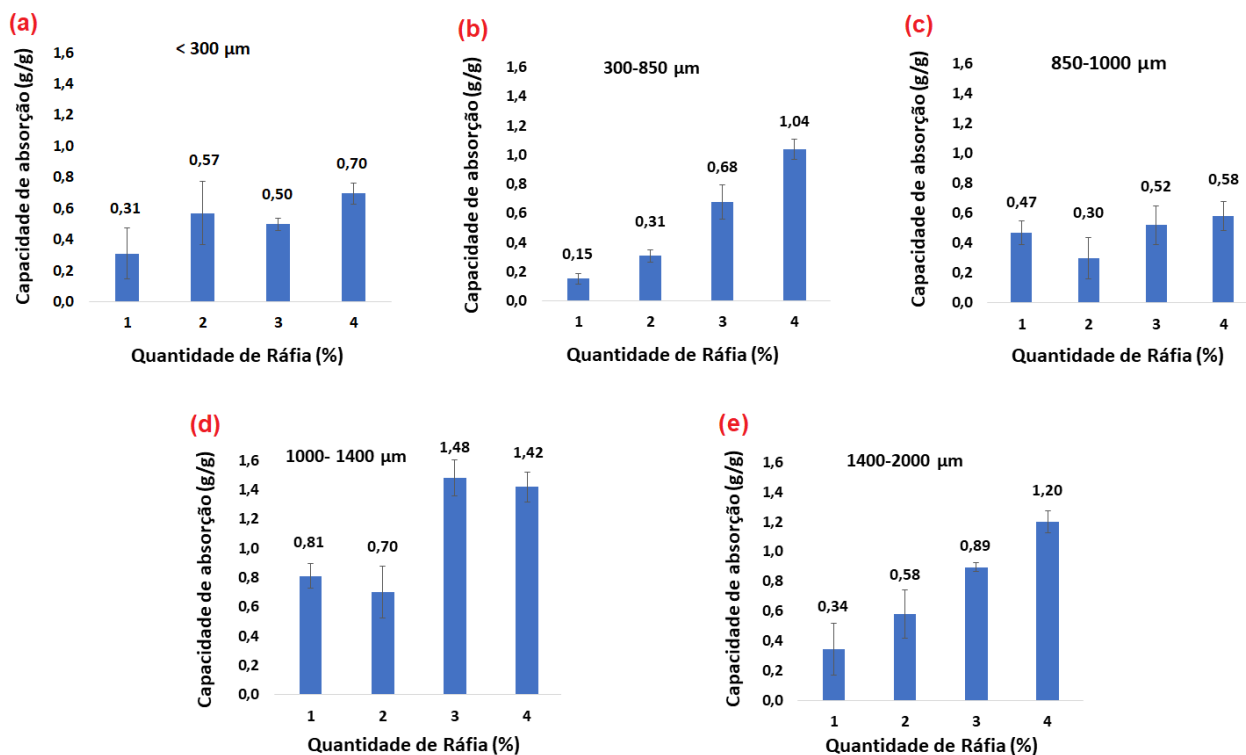 (a)
< 300 µm
Capacidade de absorção (g/g)
1,6
1,4
1,2
1,0
0,8
0,6
0,4
0,2
0,0
0,31
0,57
0,50
0,70
1 2 3 4
Quantidade de Ráfia (%)
(b)
300-850 µm
Capacidade de absorção (g/g)
1,6
1,4
1,2
1,0
0,8
0,6
0,4
0,2
0,0
0,15
0,31
0,68
1,04
1 2 3 4
Quantidade de Ráfia (%)
(c)
850-1000 µm
Capacidade de absorção (g/g)
1,6
1,4
1,2
1,0
0,8
0,6
0,4
0,2
0,0
0,47
0,30
0,52
0,58
1 2 3 4
Quantidade de Ráfia (%)
(d)
1000- 1400 µm
Capacidade de absorção (g/g)
1,6
1,4
1,2
1,0
0,8
0,6
0,4
0,2
0,0
0,81
0,70
1,48
1,42
1 2 3 4
Quantidade de Ráfia (%)
(e)
1400-2000 µm
Capacidade de absorção (g/g)
1,6
1,4
1,2
1,0
0,8
0,6
0,4
0,2
0,0
0,34
0,58
0,89
1,20
1 2 3 4
Quantidade de Ráfia (%)